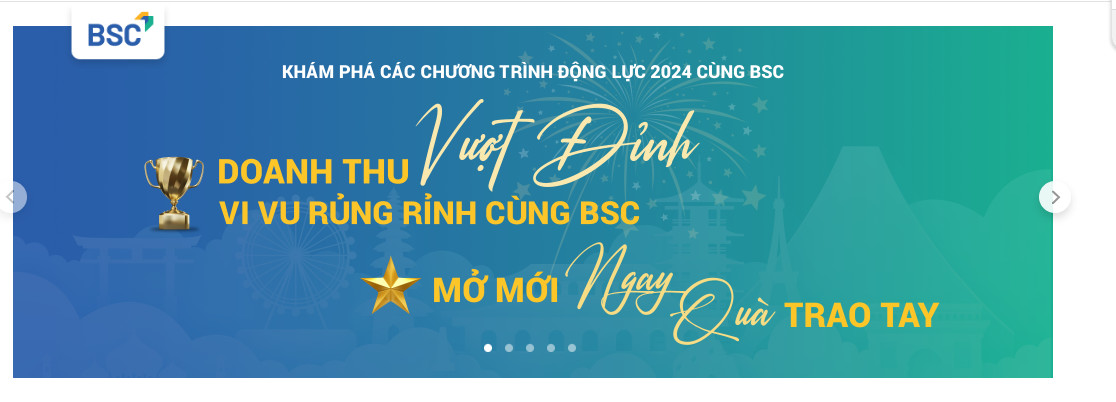 BSC
KHÁM PHÁ CÁC CHƯƠNG TRÌNH ĐỘNG LỰC 2024 CÙNG BSC
DOANH THU Vượt Đỉnh
VI VU RỦNG RỈNH CÙNG BSC
MỞ MỚI Ngay
Quà TRAO TAY